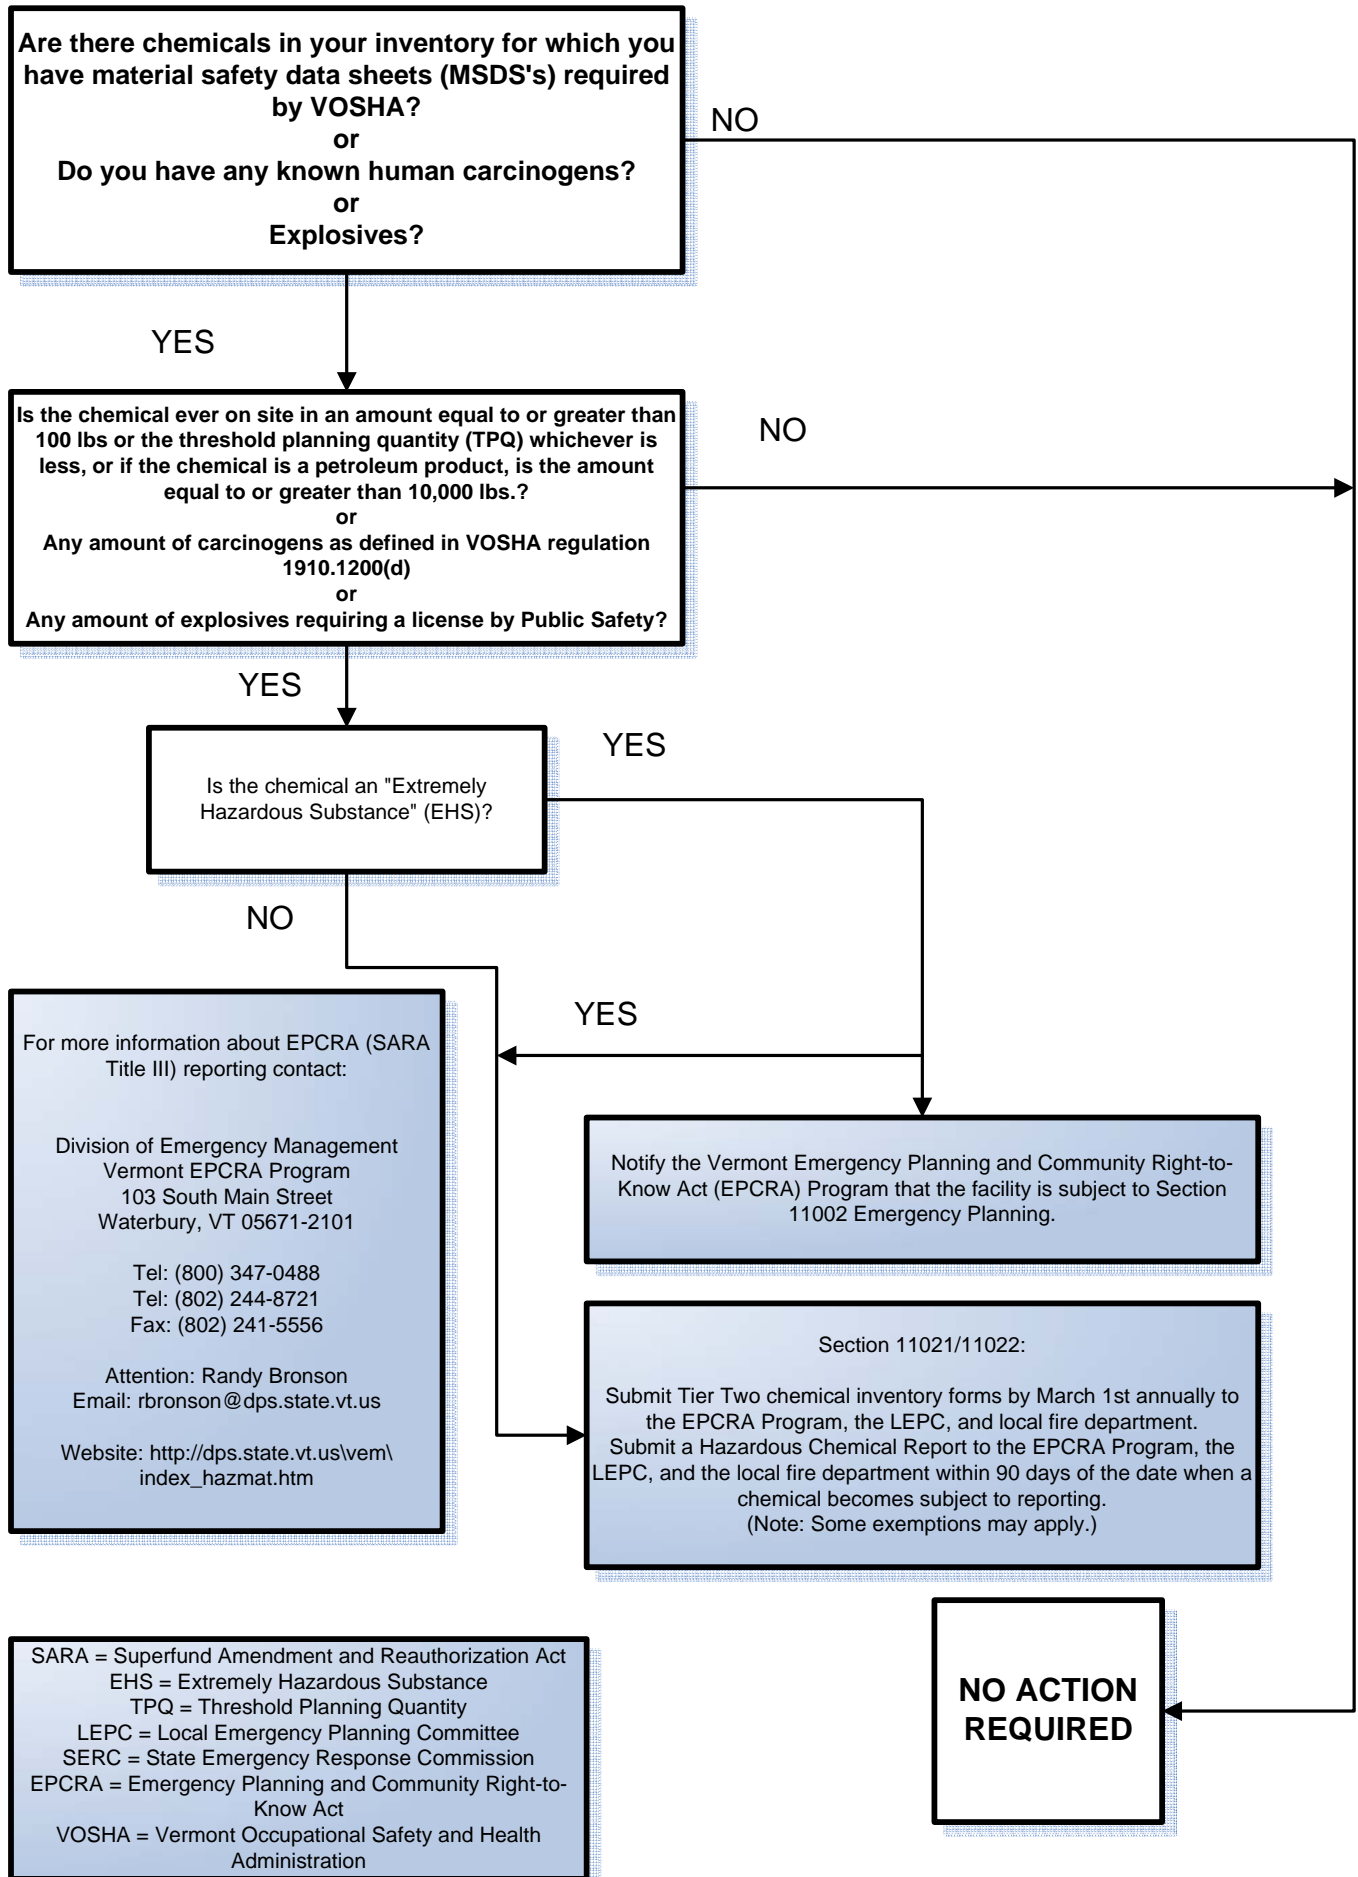 Are there chemicals in your inventory for which you
have material safety data sheets (MSDS's) required
by VOSHA?
or
Do you have any known human carcinogens?
or
Explosives?
NO
YES
Is the chemical ever on site in an amount equal to or greater than
100 lbs or the threshold planning quantity (TPQ) whichever is
less, or if the chemical is a petroleum product, is the amount
equal to or greater than 10,000 lbs.?
or
Any amount of carcinogens as defined in VOSHA regulation
1910.1200(d)
or
Any amount of explosives requiring a license by Public Safety?
NO
YES
Is the chemical an "Extremely
Hazardous Substance" (EHS)?
YES
NO
YES
For more information about EPCRA (SARA
Title III) reporting contact:
Division of Emergency Management
Vermont EPCRA Program
103 South Main Street
Waterbury, VT 05671-2101
Tel: (800) 347-0488
Tel: (802) 244-8721
Fax: (802) 241-5556
Attention: Randy Bronson
Email: rbronson@dps.state.vt.us
Website: http://dps.state.vt.us\vem\
index_hazmat.htm
Notify the Vermont Emergency Planning and Community Right-to-
Know Act (EPCRA) Program that the facility is subject to Section
11002 Emergency Planning.
Section 11021/11022:
Submit Tier Two chemical inventory forms by March 1st annually to
the EPCRA Program, the LEPC, and local fire department.
Submit a Hazardous Chemical Report to the EPCRA Program, the
LEPC, and the local fire department within 90 days of the date when a
chemical becomes subject to reporting.
(Note: Some exemptions may apply.)
NO ACTION
REQUIRED
SARA = Superfund Amendment and Reauthorization Act
EHS = Extremely Hazardous Substance
TPQ = Threshold Planning Quantity
LEPC = Local Emergency Planning Committee
SERC = State Emergency Response Commission
EPCRA = Emergency Planning and Community Right-to-
Know Act
VOSHA = Vermont Occupational Safety and Health
Administration